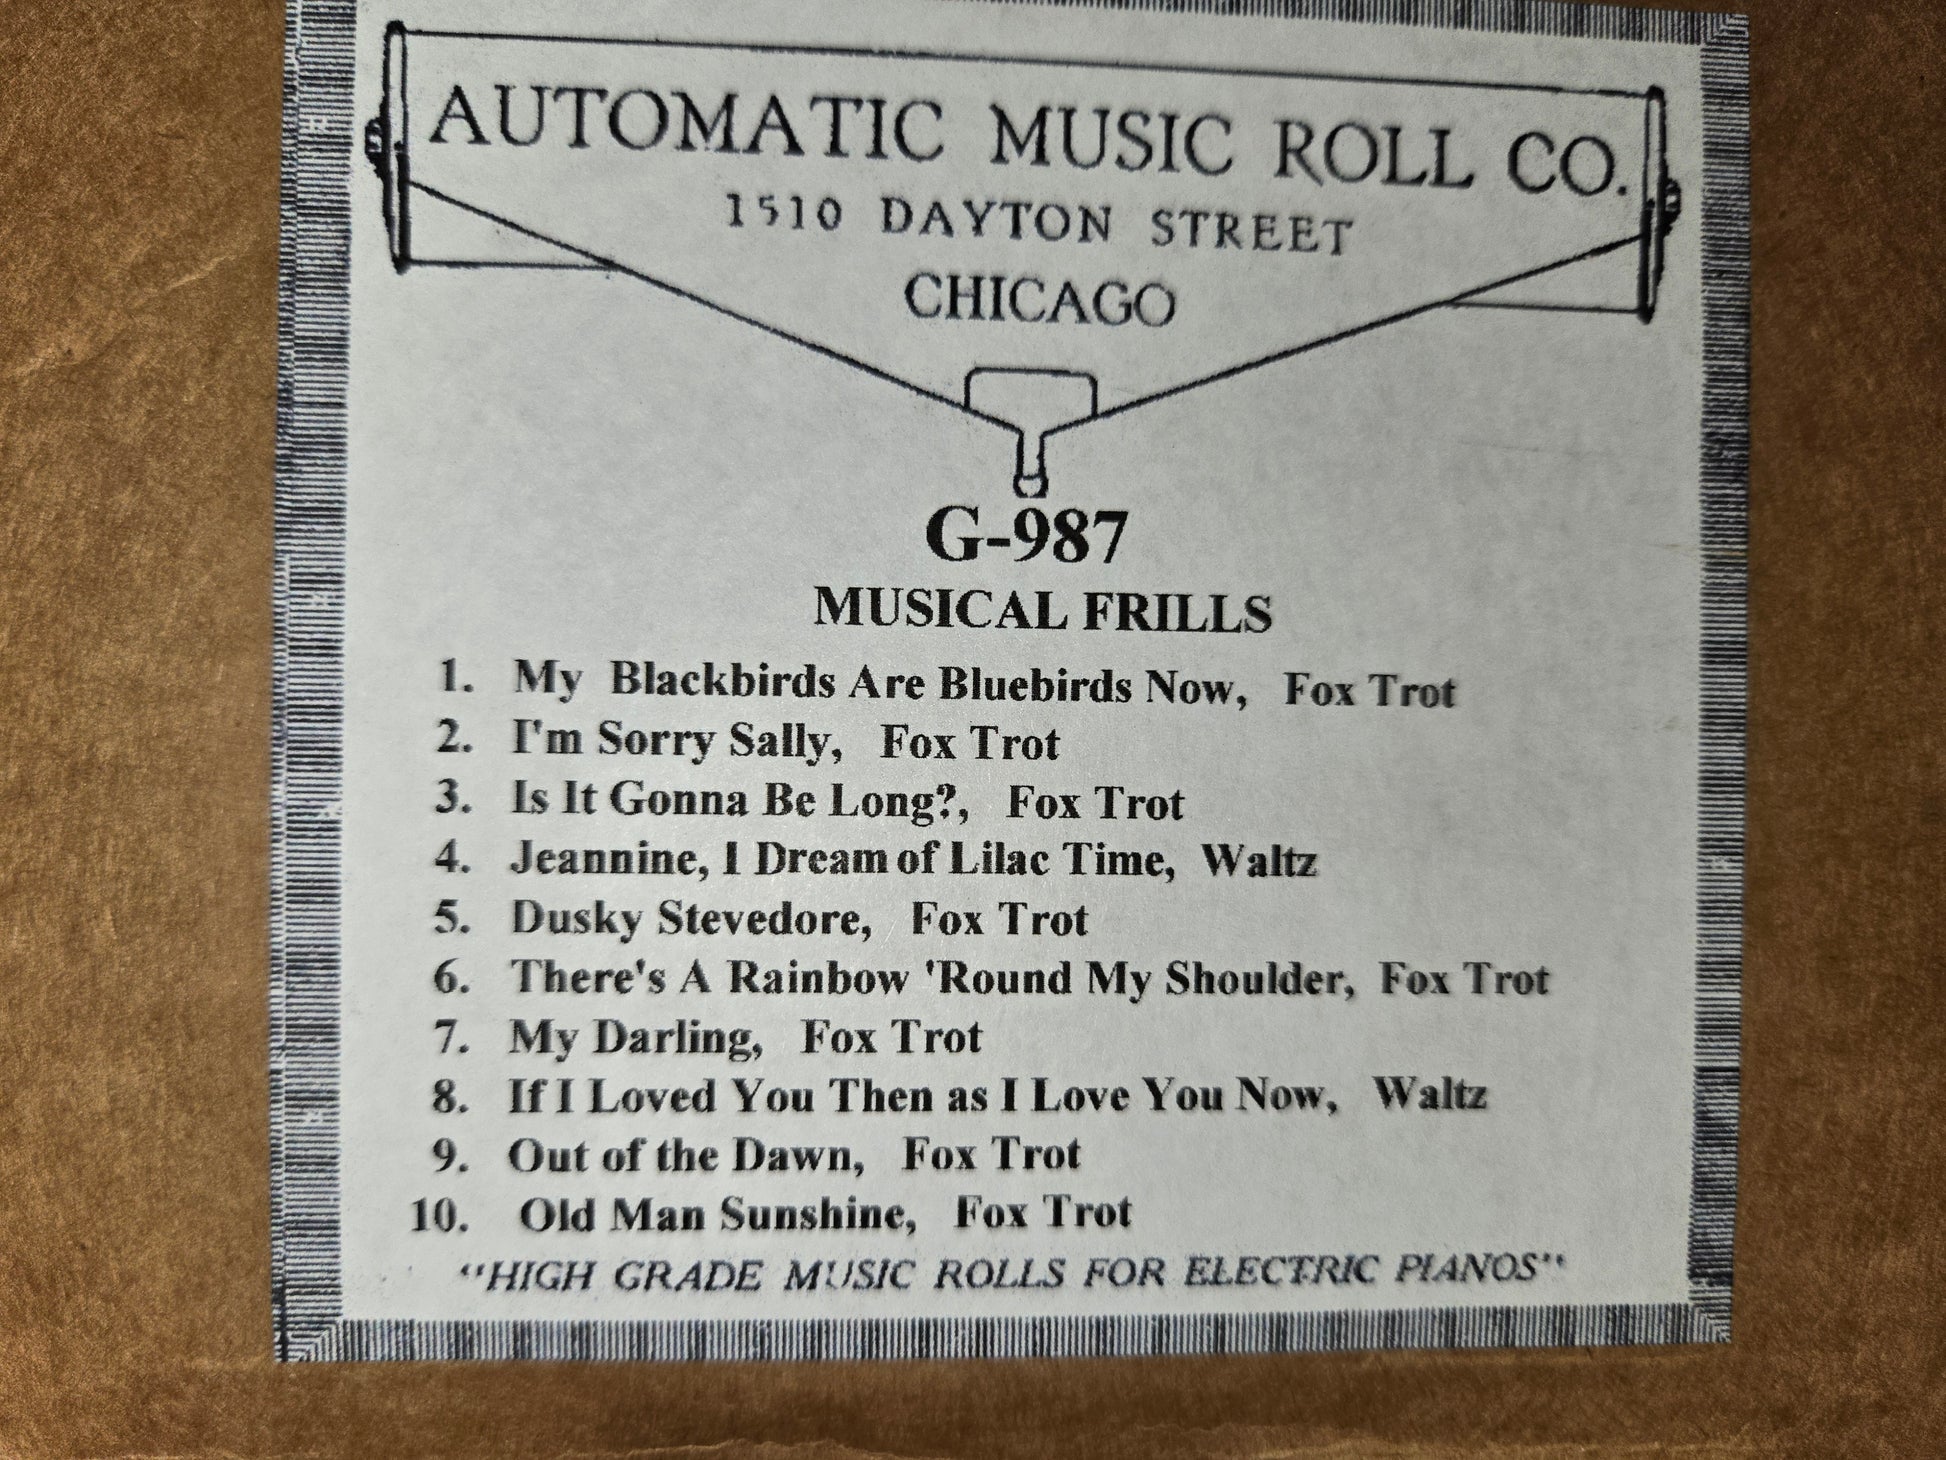 AUTOMATIC MUSIC ROLL CO.
1510 DAYTON STREET
CHICAGO
G-987
MUSICAL FRILLS
1. My Blackbirds Are Bluebirds Now, Fox Trot
2. I'm Sorry Sally, Fox Trot
3. Is It Gonna Be Long?, Fox Trot
4. Jeannine, I Dream of Lilac Time, Waltz
5. Dusky Stevedore, Fox Trot
6. There's A Rainbow 'Round My Shoulder, Fox Trot
7. My Darling, Fox Trot
8. If I Loved You Then as I Love You Now, Waltz
9. Out of the Dawn, Fox Trot
10. Old Man Sunshine, Fox Trot
"HIGH GRADE MUSIC ROLLS FOR ELECTRIC PIANOS"